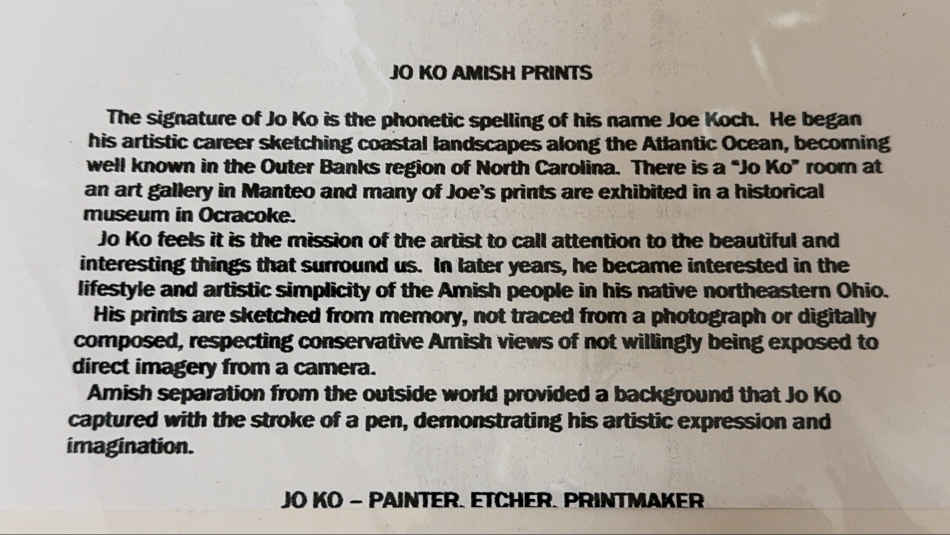 JO KO AMISH PRINTS
The signature of Jo Ko is the phonetic spelling of his name Joe Koch. He began
his artistic career sketching coastal landscapes along the Atlantic Ocean, becoming
well known in the Outer Banks region of North Carolina. There is a "Jo Ko" room at
an art gallery in Manteo and many of Joe's prints are exhibited in a historical
museum in Ocracoke.
Jo Ko feels it is the mission of the artist to call attention to the beautiful and
interesting things that surround us. In later years, he became interested in the
lifestyle and artistic simplicity of the Amish people in his native northeastern Ohio.
His prints are sketched from memory, not traced from a photograph or digitally
composed, respecting conservative Amish views of not willingly being exposed to
direct imagery from a camera.
Amish separation from the outside world provided a background that Jo Ko
captured with the stroke of a pen, demonstrating his artistic expression and
imagination.
JO KO – PAINTER, ETCHER, PRINTMAKER